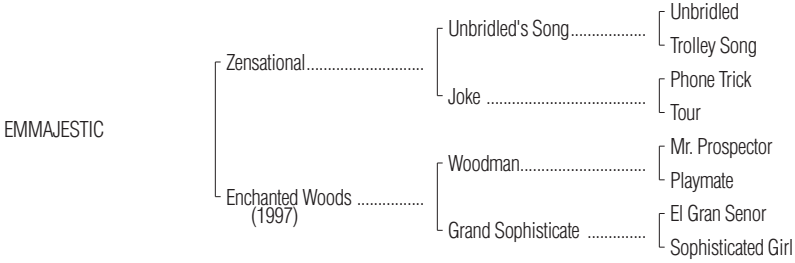 Unbridled
Unbridled's Song..................
Trolley Song
Zensational...........................
Phone Trick
Joke .....................................
Tour
EMMAJESTIC
Mr. Prospector
Woodman.............................
Playmate
Enchanted Woods ................
(1997)
El Gran Senor
Grand Sophisticate ..............
Sophisticated Girl